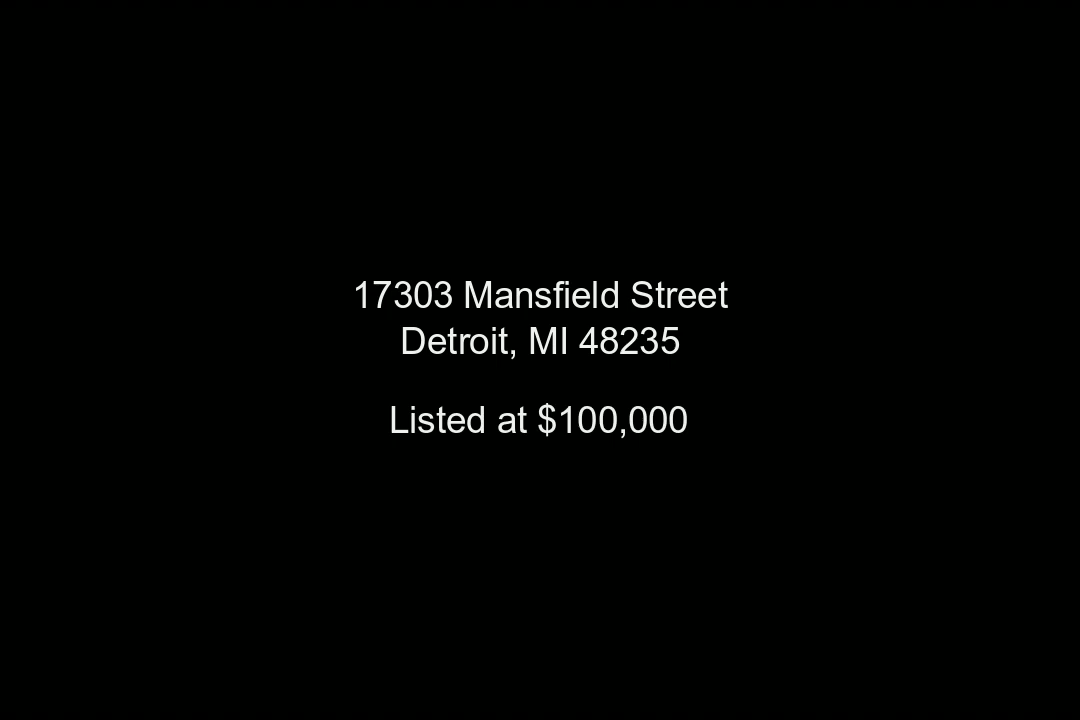 17303 Mansfield Street
Detroit, MI 48235
Listed at $100,000